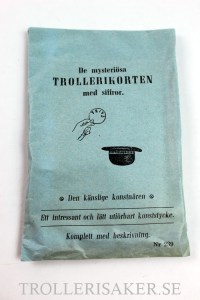 De mysteriösa
TROLLERIKORTEN
med siffror.
Den känslige konstnären
Ett intressant och lätt utförbart konststycke.
Komplett med beskrivning.
Nr
TROLLERISAKER.SE